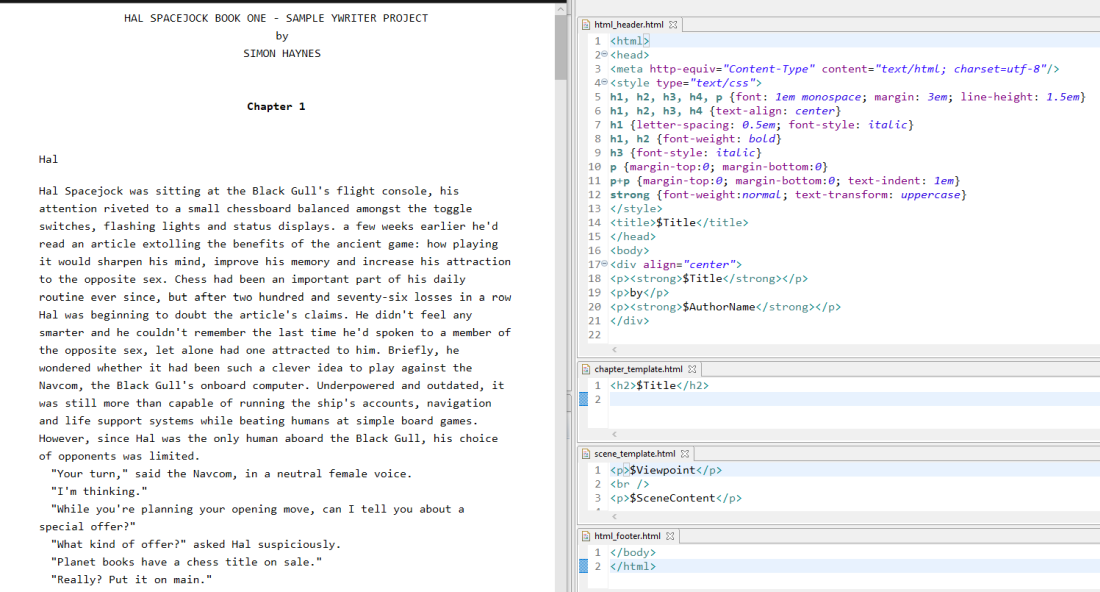 HAL SPACEJOCK BOOK ONE - SAMPLE YWRITER PROJECT
by
SIMON HAYNES
Chapter 1
Hal
Hal Spacejock was sitting at the Black Gull's flight console, his
attention riveted to a small chessboard balanced amongst the toggle
switches, flashing lights and status displays. a few weeks earlier he'd
read an article extolling the benefits of the ancient game: how playing
it would sharpen his mind, improve his memory and increase his attraction
to the opposite sex. Chess had been an important part of his daily
routine ever since, but after two hundred and seventy-six losses in a row
Hal was beginning to doubt the article's claims. He didn't feel any
smarter and he couldn't remember the last time he'd spoken to a member of
the opposite sex, let alone had one attracted to him. Briefly, he
wondered whether it had been such a clever idea to play against the
Navcom, the Black Gull's onboard computer. Underpowered and outdated, it
was still more than capable of running the ship's accounts, navigation
and life support systems while beating humans at simple board games.
However, since Hal was the only human aboard the Black Gull, his choice
of opponents was limited.
"Your turn," said the Navcom, in a neutral female voice.
"I'm thinking."
"While you're planning your opening move, can I tell you about a
special offer?"
"What kind of offer?" asked Hal suspiciously.
"Planet books have a chess title on sale."
"Really? Put it on main."
html_header.html
1 <html>
2 <head>
3 <meta http-equiv="Content-Type" content="text/html; charset=utf-8"/>
4 <style type="text/css">
5 h1, h2, h3, h4, p {font: 1em monospace; margin: 3em; line-height: 1.5em}
6 h1, h2, h3, h4 {text-align: center}
7 h1 {letter-spacing: 0.5em; font-style: italic}
8 h1, h2 {font-weight: bold}
9 h3 {font-style: italic}
10 p {margin-top:0; margin-bottom:0}
11 p+p {margin-top:0; margin-bottom:0; text-indent: 1em}
12 strong {font-weight:normal; text-transform: uppercase}
13 </style>
14 <title>$Title</title>
15 </head>
16 <body>
17 <div align="center">
18 <p><strong>$Title</strong></p>
19 <p>by</p>
20 <p><strong>$AuthorName</strong></p>
21 </div>
22
chapter_template.html
1 <h2>$Title</h2>
2
scene_template.html
1 <p>$Viewpoint</p>
2 <br />
3 <p>$SceneContent</p>
html_footer.html
1 </body>
2 </html>